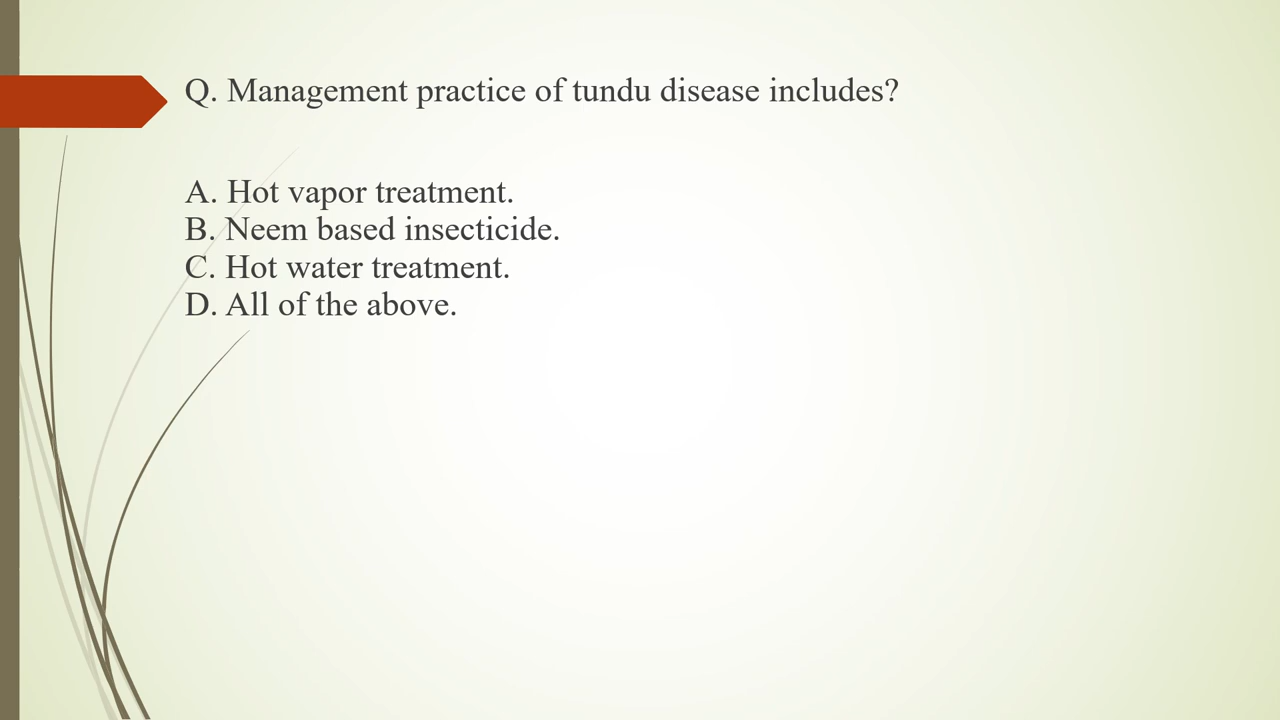 Q. Management practice of tundu disease includes?
A. Hot vapor treatment.
B. Neem based insecticide.
C. Hot water treatment.
D. All of the above.